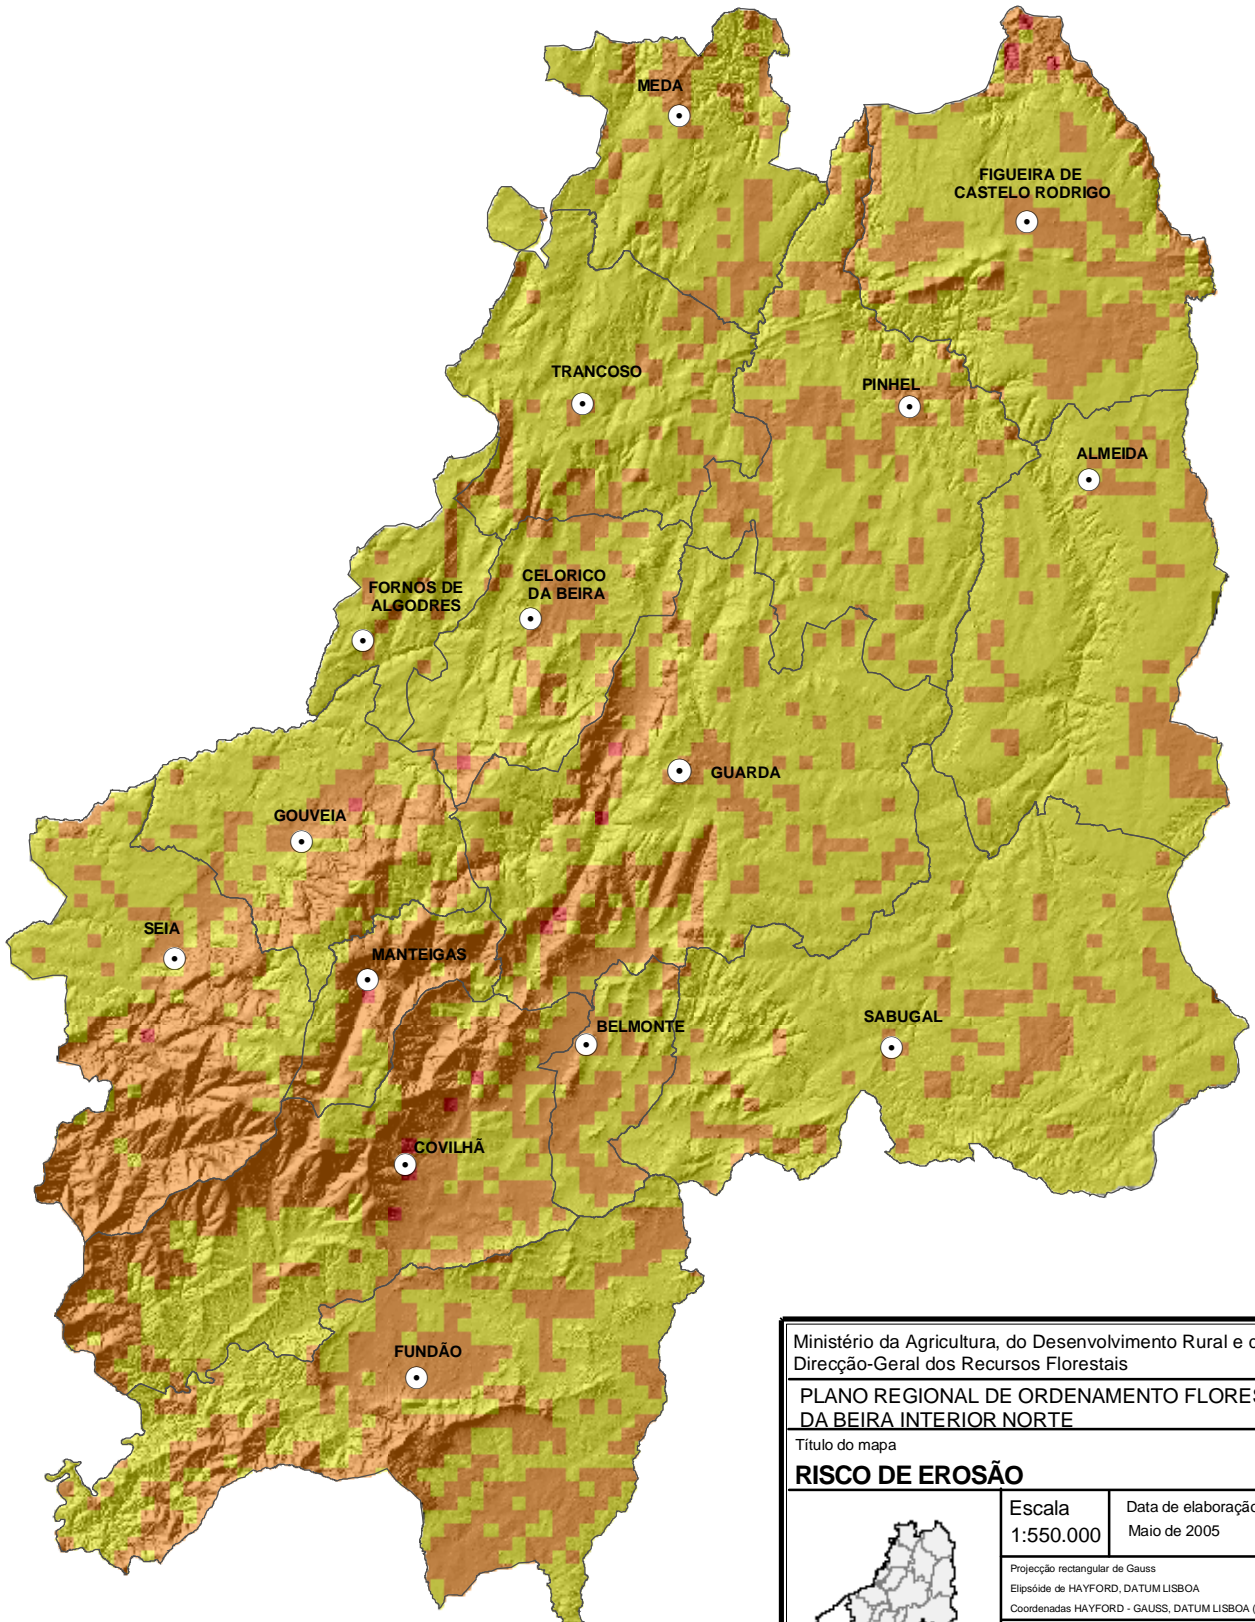 MEDA
FIGUEIRA DE
CASTELO RODRIGO
TRANCOSO
PINHEL
ALMEIDA
CELORICO
DA BEIRA
FORNOS DE
ALGODRES
GUARDA
GOUVEIA
SEIA
MANTEIGAS
BELMONTE
SABUGAL
COVILHÃ
FUNDÃO
Ministério da Agricultura, do Desenvolvimento Rural e
Direcção-Geral dos Recursos Florestais
PLANO REGIONAL DE ORDENAMENTO FLORES
DA BEIRA INTERIOR NORTE
Título do mapa
RISCO DE EROSÃO
Escala
1:550.000
Data de elaboração
Maio de 2005
Projecção rectangular de Gauss
Elipsóide de HAYFORD, DATUM LISBOA
Coordenadas HAYFORD - GAUSS, DATUM LISBOA (